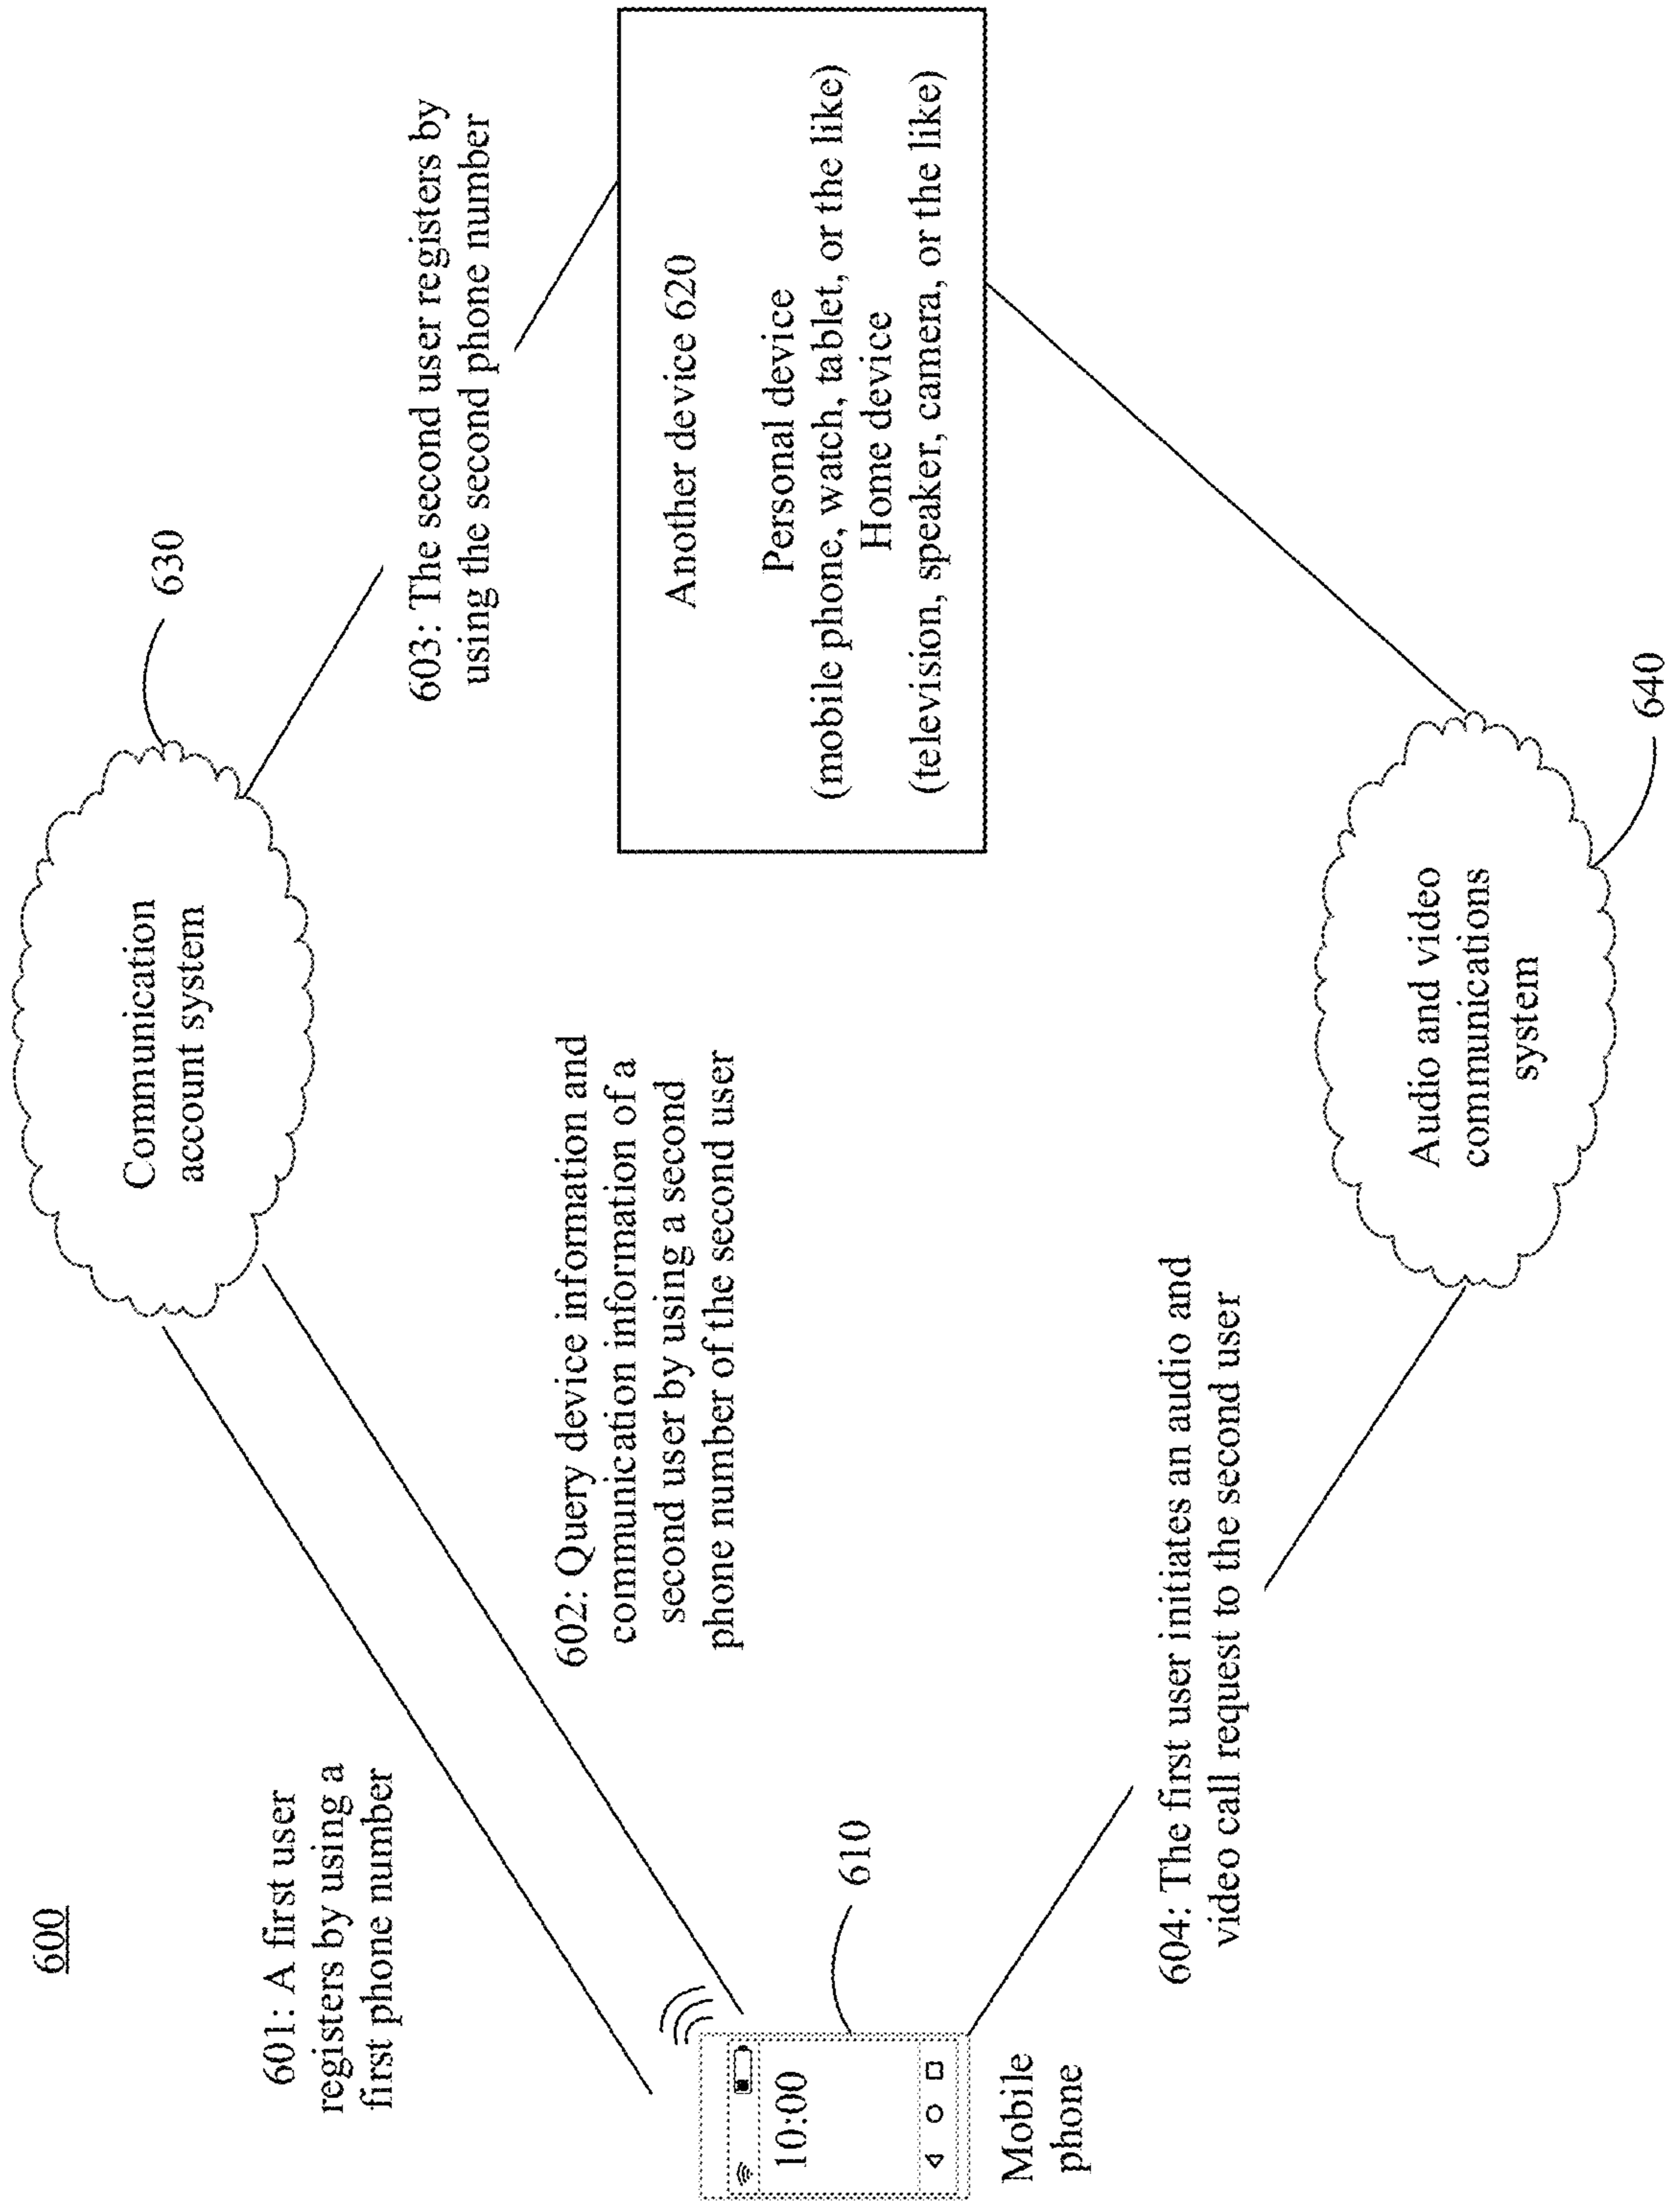 600
601: A first user
registers by using a
first phone number
Communication
account system
630
602: Query device information and
communication information of a
second user by using a second
phone number of the second user
603: The second user registers by
using the second phone number
10:00
610
Mobile
phone
Another device 620
Personal device
(mobile phone, watch, tablet, or the like)
Home device
(television, speaker, camera, or the like)
604: The first user initiates an audio and
video call request to the second user
Audio and video
communications
system
640